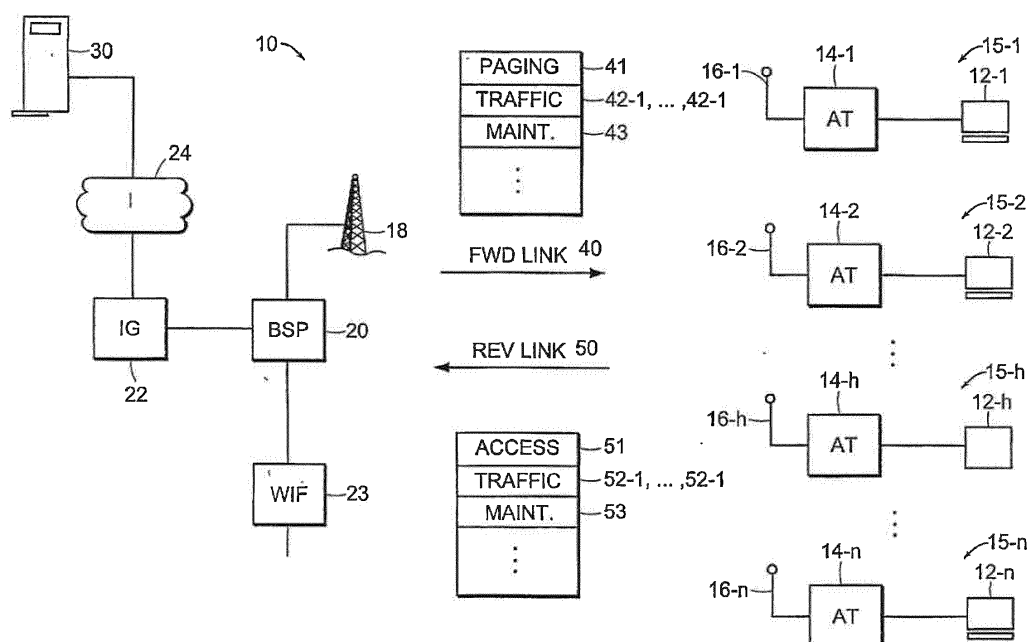 30
10
24
I
18
IG
22
BSP
20
WIF
23
PAGING 41
TRAFFIC 42-1, ... ,42-1
MAINT. 43
FWD LINK 40
REV LINK 50
ACCESS 51
TRAFFIC 52-1, ... ,52-1
MAINT. 53
15-1
14-1
16-1
12-1
AT
15-2
14-2
16-2
12-2
AT
15-h
14-h
16-h
12-h
AT
15-n
14-n
16-n
12-n
AT